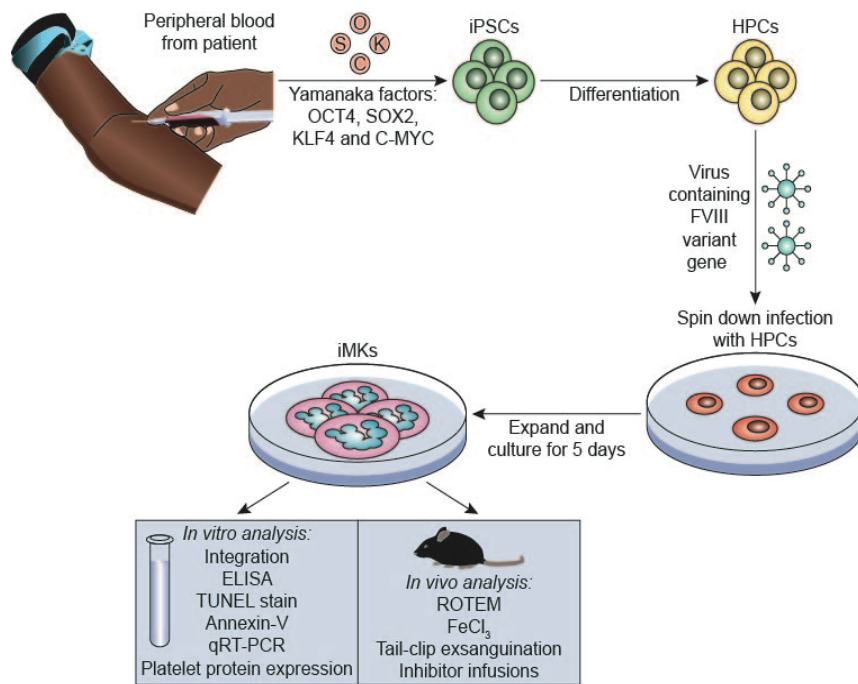 Peripheral blood
from patient
O
S K
C
Yamanaka factors:
OCT4, SOX2,
KLF4 and C-MYC
iPSCs
Differentiation
HPCs
Virus
containing
FVIII
variant
gene
Spin down infection
with HPCs
Expand and
culture for 5 days
iMKs
In vitro analysis:
Integration
ELISA
TUNEL stain
Annexin-V
qRT-PCR
Platelet protein expression
In vivo analysis:
ROTEM
FeCl₃
Tail-clip exsanguination
Inhibitor infusions